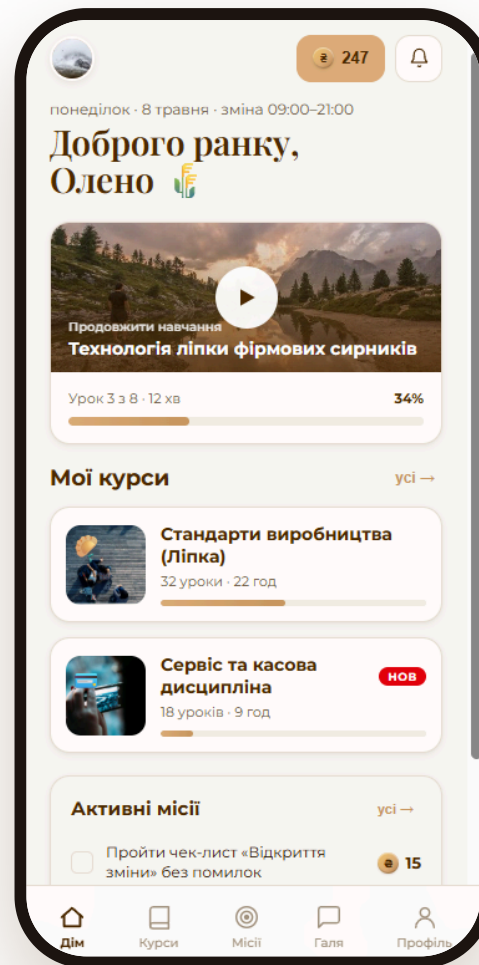 247
понеділок · 8 травня · зміна 09:00–21:00
Доброго ранку,
Олено
Продовжити навчання
Технологія ліпки фірмових сирників
Урок 3 з 8 · 12 хв
34%
Мої курси
усі →
Стандарти виробництва
(Ліпка)
32 уроки · 22 год
Сервіс та касова
дисципліна
НОВ
18 уроків · 9 год
Активні місії
усі →
Пройти чек-лист «Відкриття
зміни» без помилок
15
Дім
Курси
Місії
Галя
Профіль